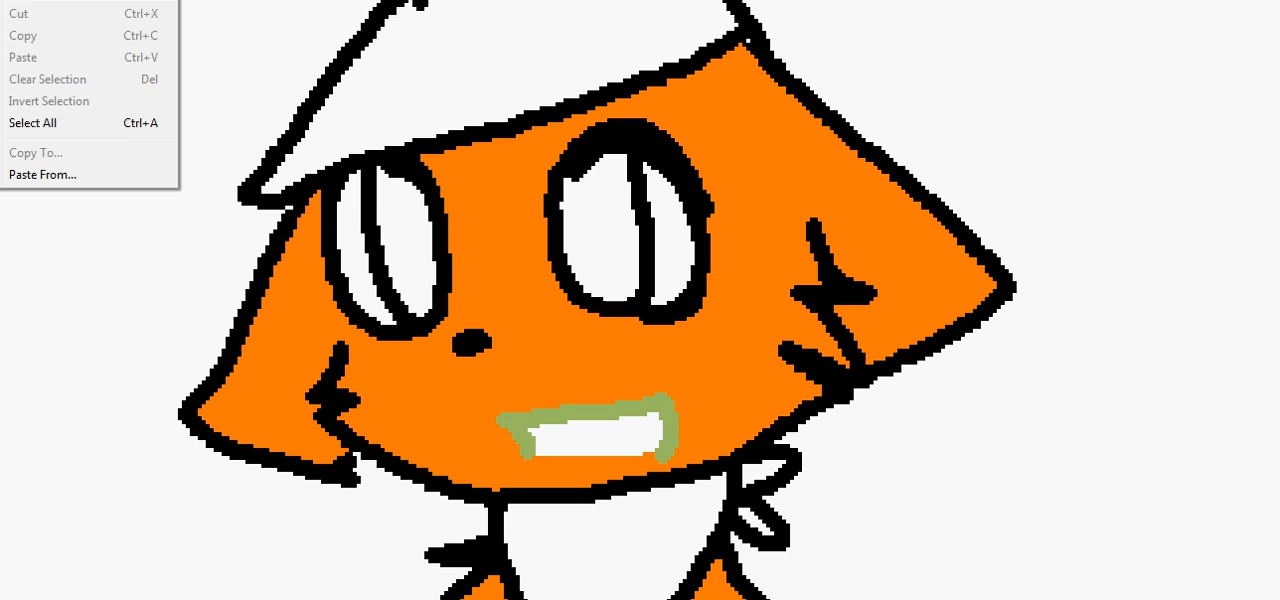 Cut Ctrl+X
Copy Ctrl+C
Paste Ctrl+V
Clear Selection Del
Invert Selection
Select All Ctrl+A
Copy To...
Paste From...